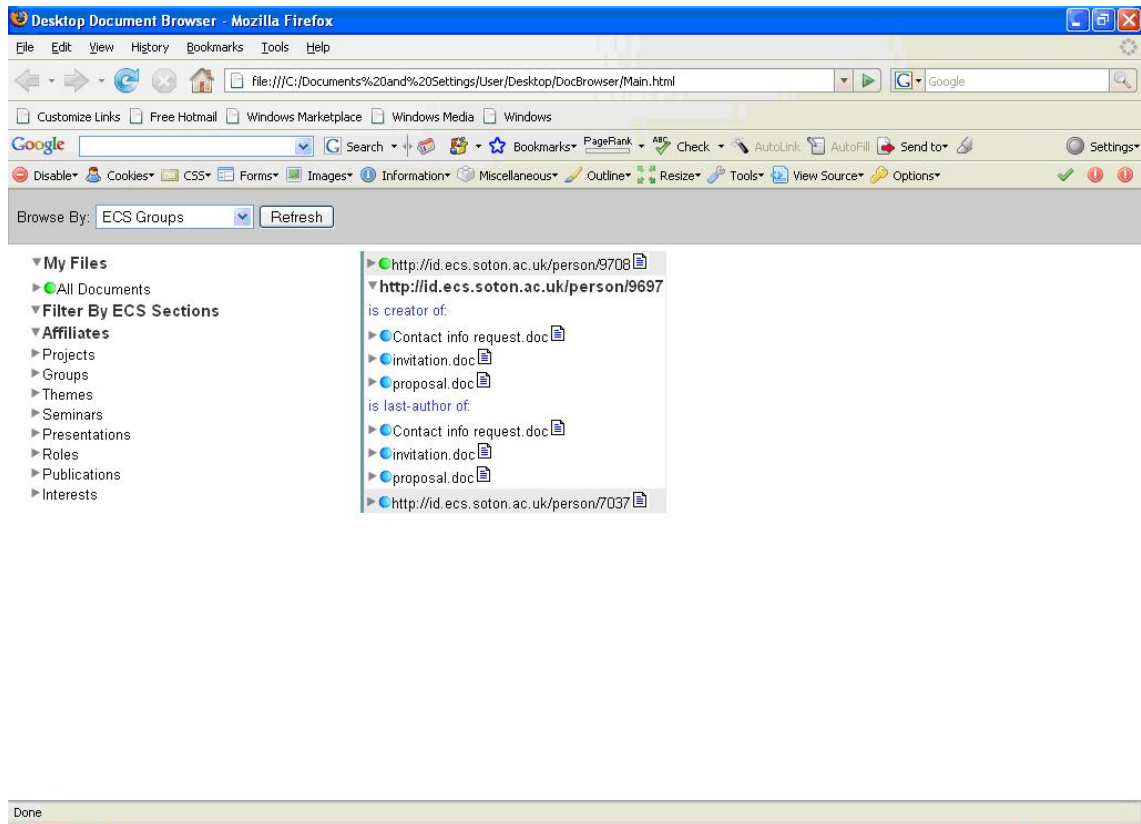 Desktop Document Browser - Mozilla Firefox
File Edit View History Bookmarks Tools Help
file:///C:/Documents%20and%20Settings/User/Desktop/DocBrowser/Main.html G Google
Customize Links Free Hotmail Windows Marketplace Windows Media Windows
Google G Search Bookmarks PageRank ABC Check AutoLink AutoFill Send to Settings
Disable Cookies CSS Forms Images Information Miscellaneous Outline Resize Tools View Source Options
Browse By: ECS Groups Refresh
My Files
All Documents
Filter By ECS Sections
Affiliates
Projects
Groups
Themes
Seminars
Presentations
Roles
Publications
Interests
http://id.ecs.soton.ac.uk/person/9708
http://id.ecs.soton.ac.uk/person/9697
is creator of:
Contact info request.doc
invitation.doc
proposal.doc
is last-author of:
Contact info request.doc
invitation.doc
proposal.doc
http://id.ecs.soton.ac.uk/person/7037
Done